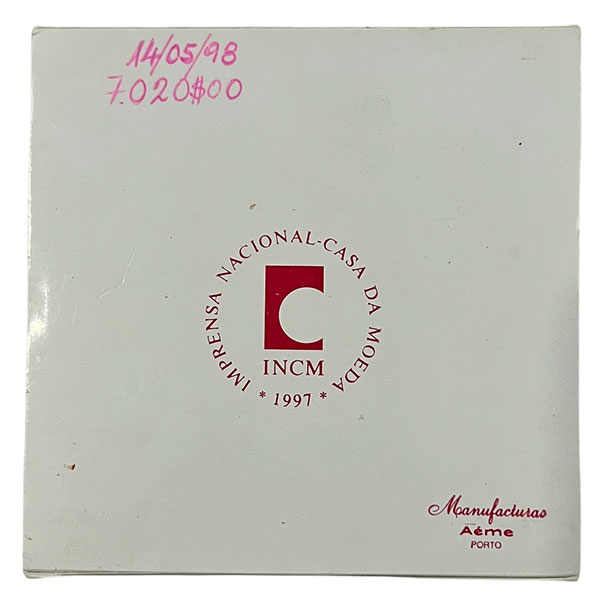 14/05/98
7.020$00
IMPRENSA NACIONAL-CASA DA MOEDA
INCM
* 1997 *
Manufacturas
Aéme
PORTO